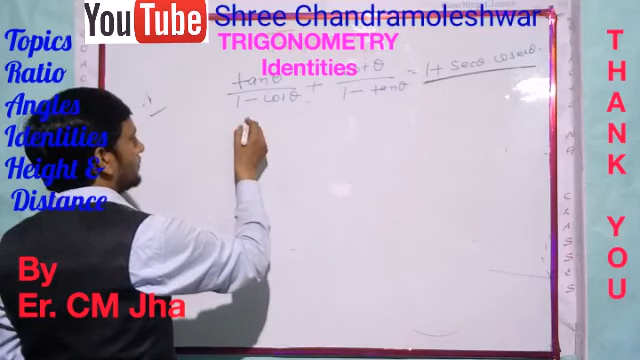 YouTube Shree Chandramoleshwar
TRIGONOMETRY
Identities
Topics
Ratio
Angles
Identities
Height &
Distance
tanθ / 1 - cotθ + cotθ / 1 - tanθ = 1 + secθ cosecθ.
By
Er. CM Jha
THANK YOU